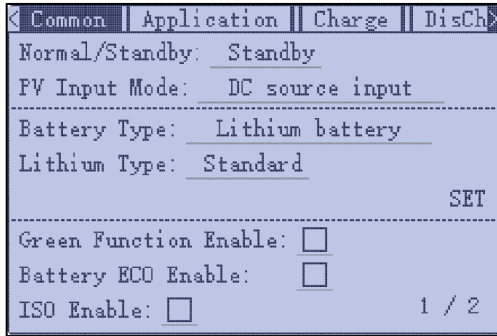 Common Application Charge DisCh
Normal/Standby: Standby
PV Input Mode: DC source input
Battery Type: Lithium battery
Lithium Type: Standard
SET
Green Function Enable:
Battery ECO Enable:
ISO Enable:
1 / 2